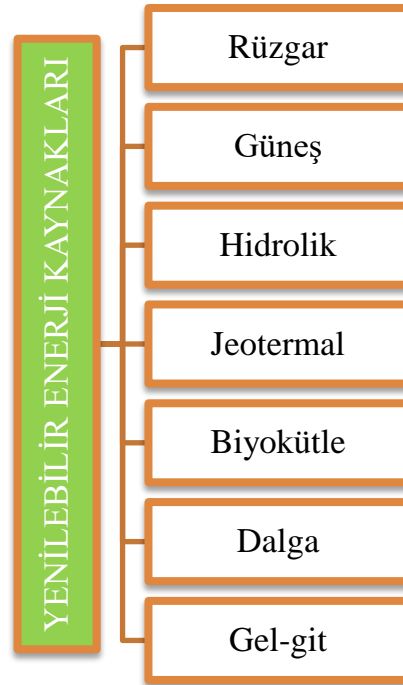 YENİLEBİLİR ENERJİ KAYNAKLARI
Rüzgar
Güneş
Hidrolik
Jeotermal
Biyokütle
Dalga
Gel-git